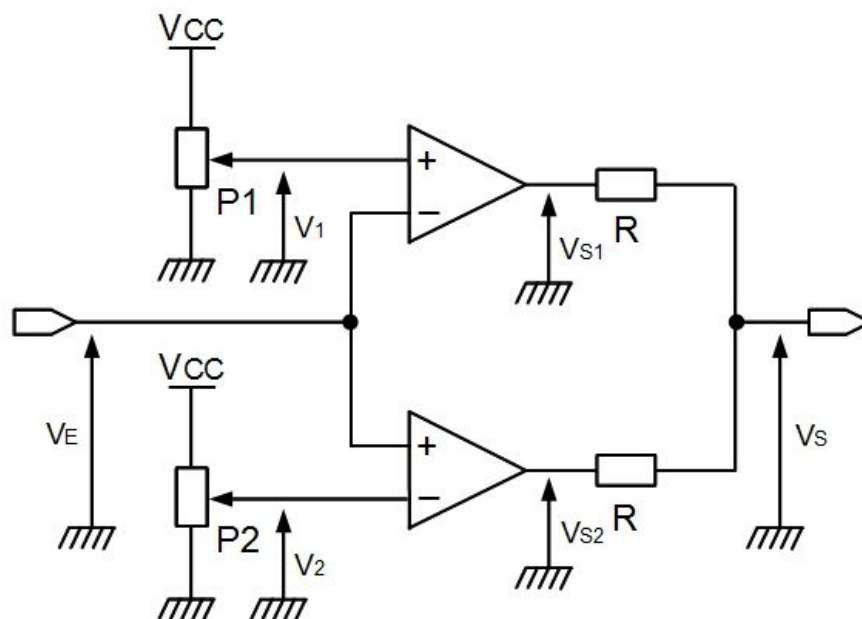 VCC
+
P1
−
V1
VS1
R
VCC
VE
+
VS
−
P2
V2
VS2
R